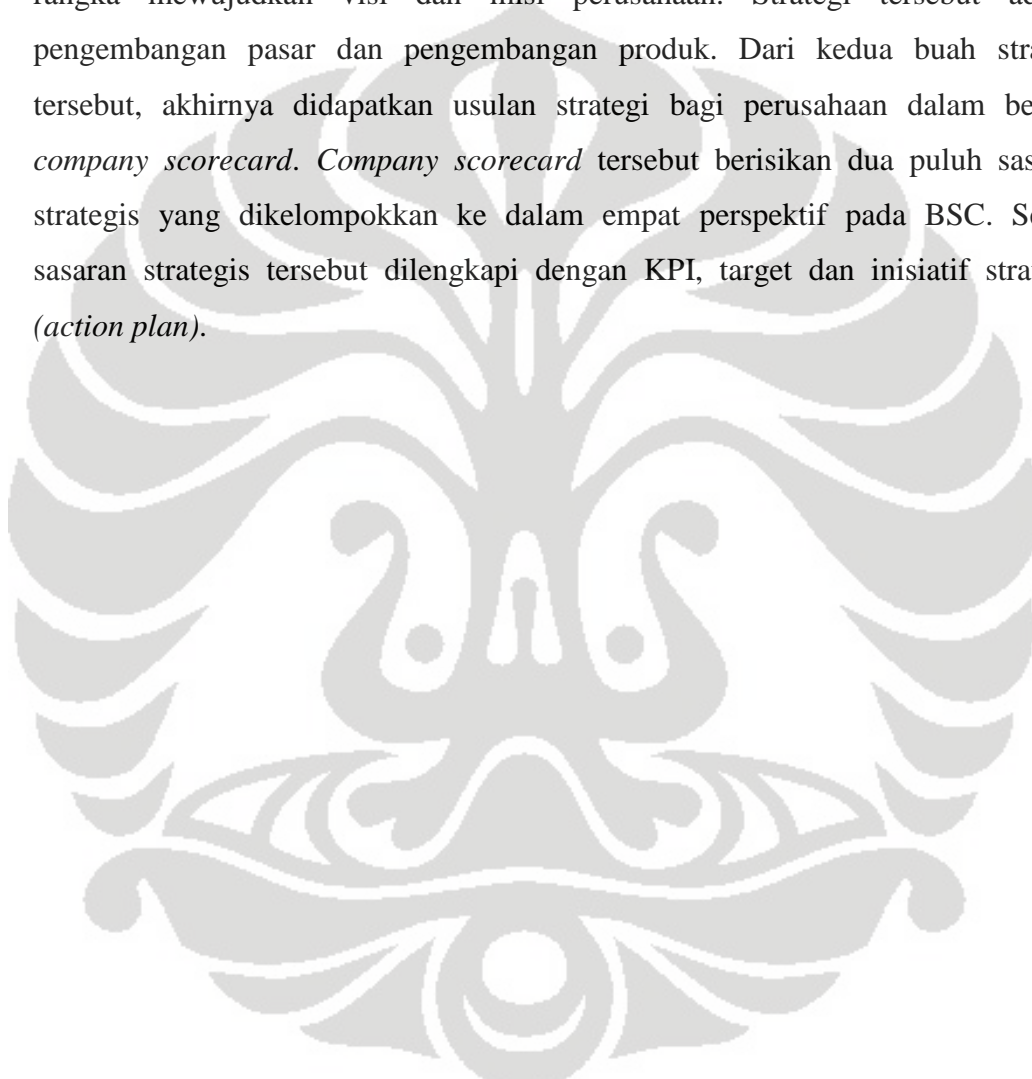 rangka mewujudkan visi dan misi perusahaan. Strategi tersebut
pengembangan pasar dan pengembangan produk. Dari kedua buah
tersebut, akhirnya didapatkan usulan strategi bagi perusahaan dalam
company scorecard. Company scorecard tersebut berisikan dua puluh
strategis yang dikelompokkan ke dalam empat perspektif pada BSC.
sasaran strategis tersebut dilengkapi dengan KPI, target dan inisiatif
(action plan).